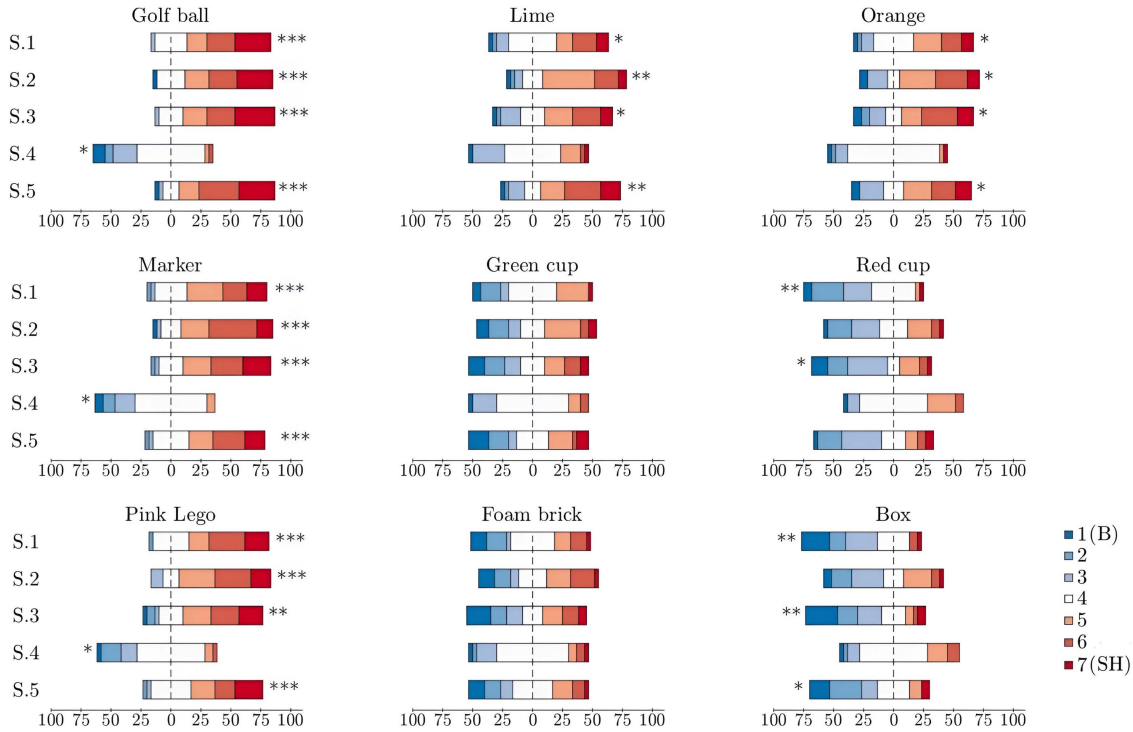 Golf ball Lime Orange
S.1 *** * *
S.2 *** ** *
S.3 *** * *
S.4 *
S.5 *** ** *
100 75 50 25 0 25 50 75 100 100 75 50 25 0 25 50 75 100 100 75 50 25 0 25 50 75 100
Marker Green cup Red cup
S.1 *** **
S.2 ***
S.3 *** *
S.4 *
S.5 ***
100 75 50 25 0 25 50 75 100 100 75 50 25 0 25 50 75 100 100 75 50 25 0 25 50 75 100
Pink Lego Foam brick Box
S.1 *** **
S.2 ***
S.3 ** **
S.4 *
S.5 *** *
100 75 50 25 0 25 50 75 100 100 75 50 25 0 25 50 75 100 100 75 50 25 0 25 50 75 100
1(B)
2
3
4
5
6
7(SH)